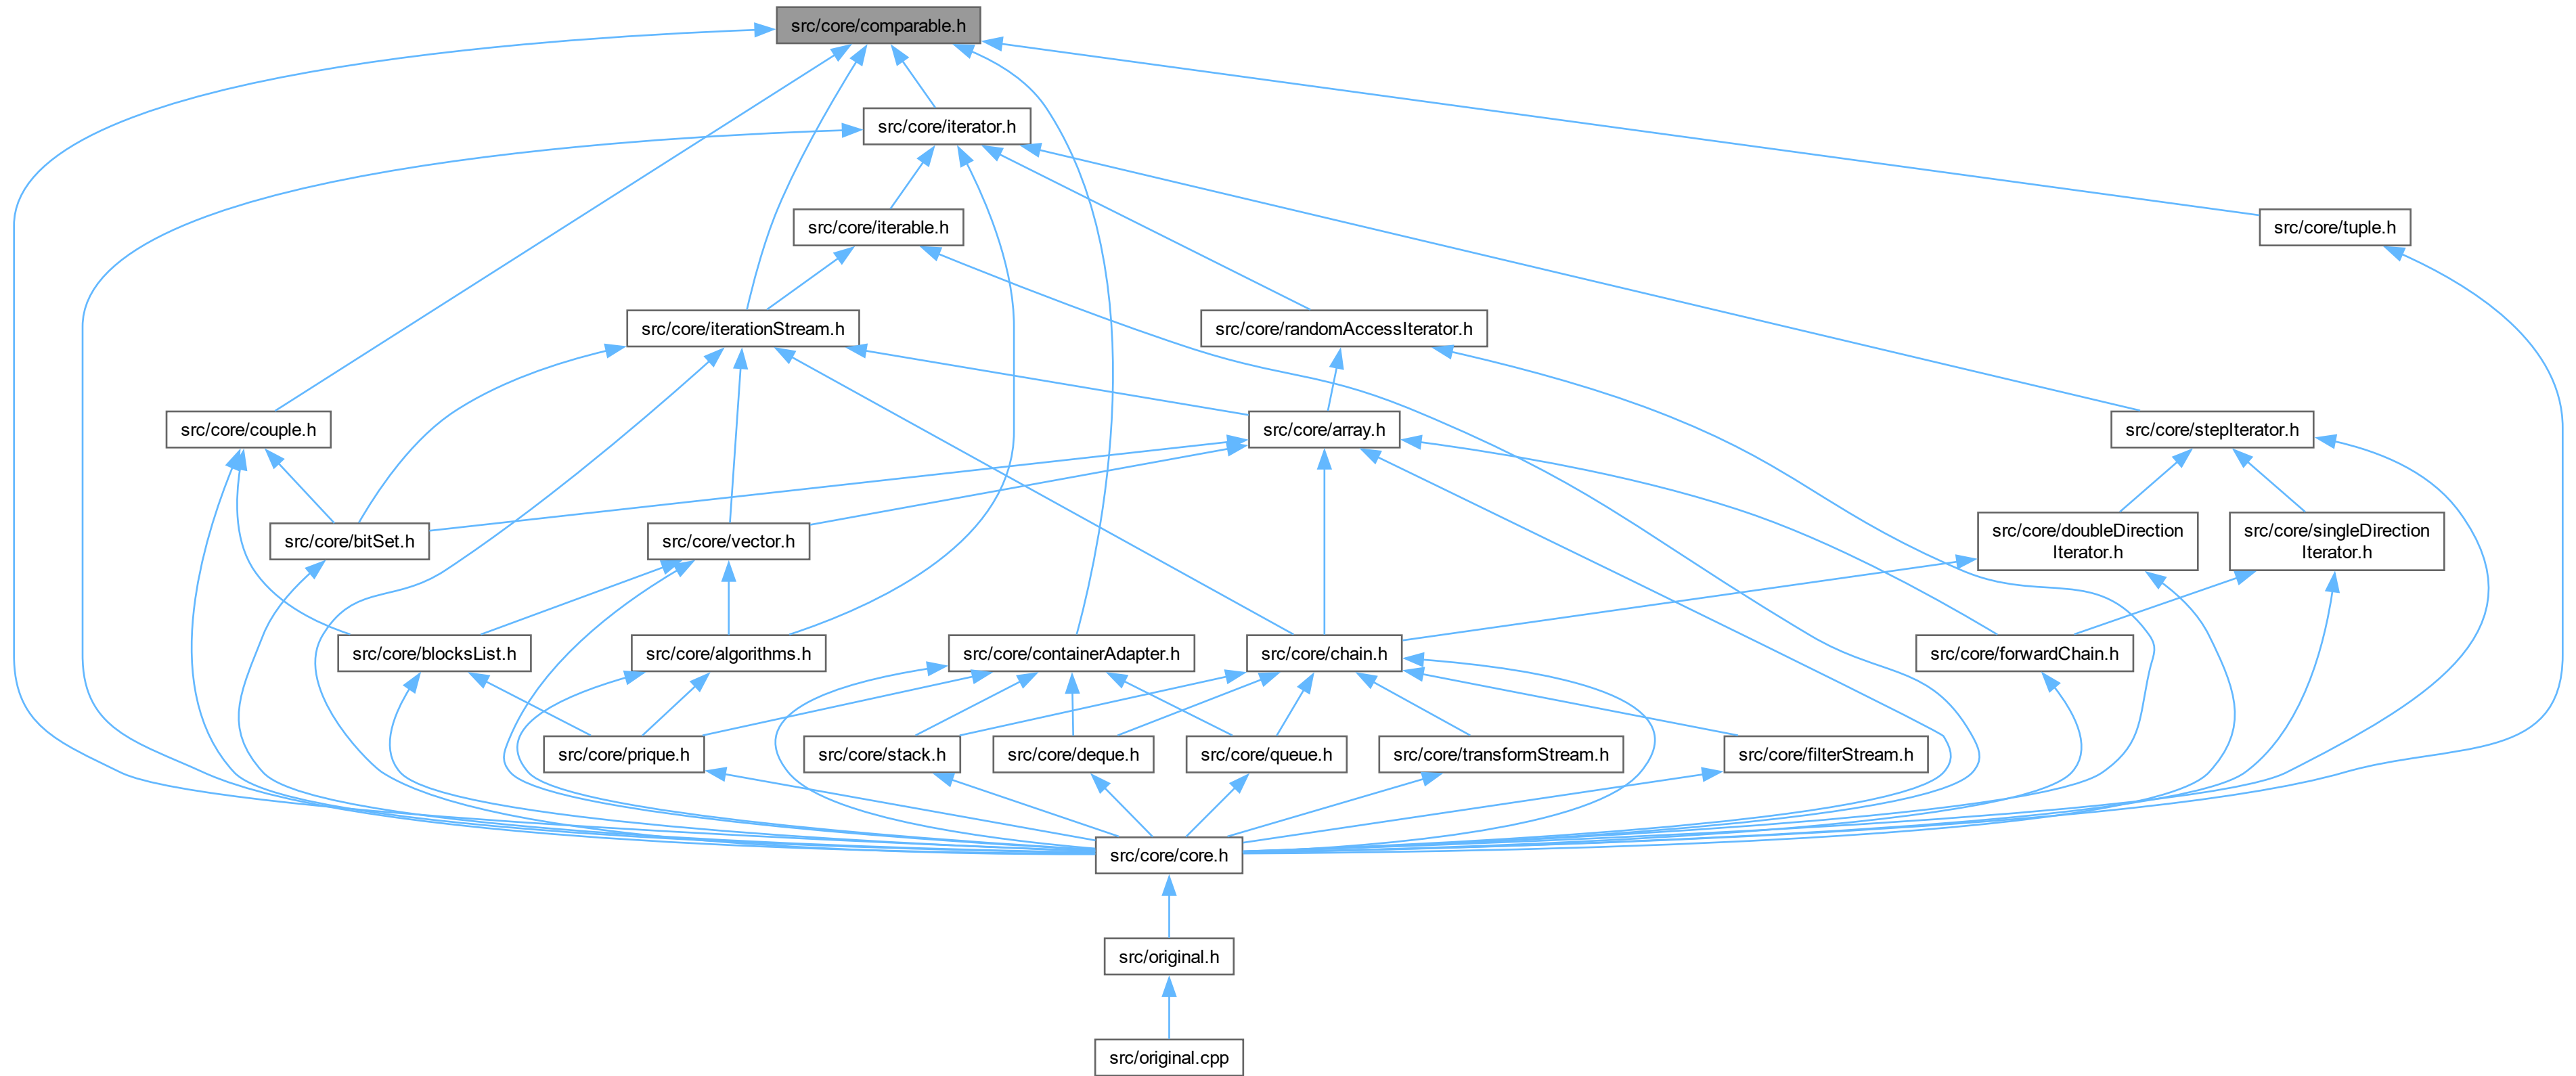 src/core/comparable.h
src/core/iterator.h
src/core/iterable.h
src/core/tuple.h
src/core/iterationStream.h
src/core/randomAccessIterator.h
src/core/couple.h
src/core/array.h
src/core/stepIterator.h
src/core/bitSet.h
src/core/vector.h
src/core/doubleDirection
Iterator.h
src/core/singleDirection
Iterator.h
src/core/blocksList.h
src/core/algorithms.h
src/core/containerAdapter.h
src/core/chain.h
src/core/forwardChain.h
src/core/prique.h
src/core/stack.h
src/core/deque.h
src/core/queue.h
src/core/transformStream.h
src/core/filterStream.h
src/core/core.h
src/original.h
src/original.cpp